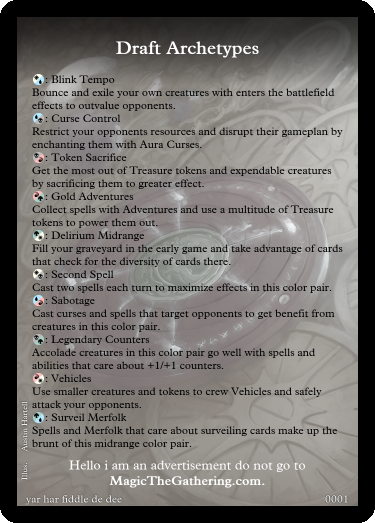 Draft Archetypes
: Blink Tempo
Bounce and exile your own creatures with enters the battlefield
effects to outvalue opponents.
: Curse Control
Restrict your opponents resources and disrupt their gameplan by
enchanting them with Aura Curses.
: Token Sacrifice
Get the most out of Treasure tokens and expendable creatures
by sacrificing them to greater effect.
: Gold Adventures
Collect spells with Adventures and use a multitude of Treasure
tokens to power them out.
: Delirium Midrange
Fill your graveyard in the early game and take advantage of cards
that check for the diversity of cards there.
: Second Spell
Cast two spells each turn to maximize effects in this color pair.
: Sabotage
Cast curses and spells that target opponents to get benefit from
creatures in this color pair.
: Legendary Counters
Accolade creatures in this color pair go well with spells and
abilities that care about +1/+1 counters.
: Vehicles
Use smaller creatures and tokens to crew Vehicles and safely
attack your opponents.
: Surveil Merfolk
Spells and Merfolk that care about surveiling cards make up the
brunt of this midrange color pair.
Hello i am an advertisement do not go to
MagicTheGathering.com.
Illus. Austin Hartell
yar har fiddle de dee
0001